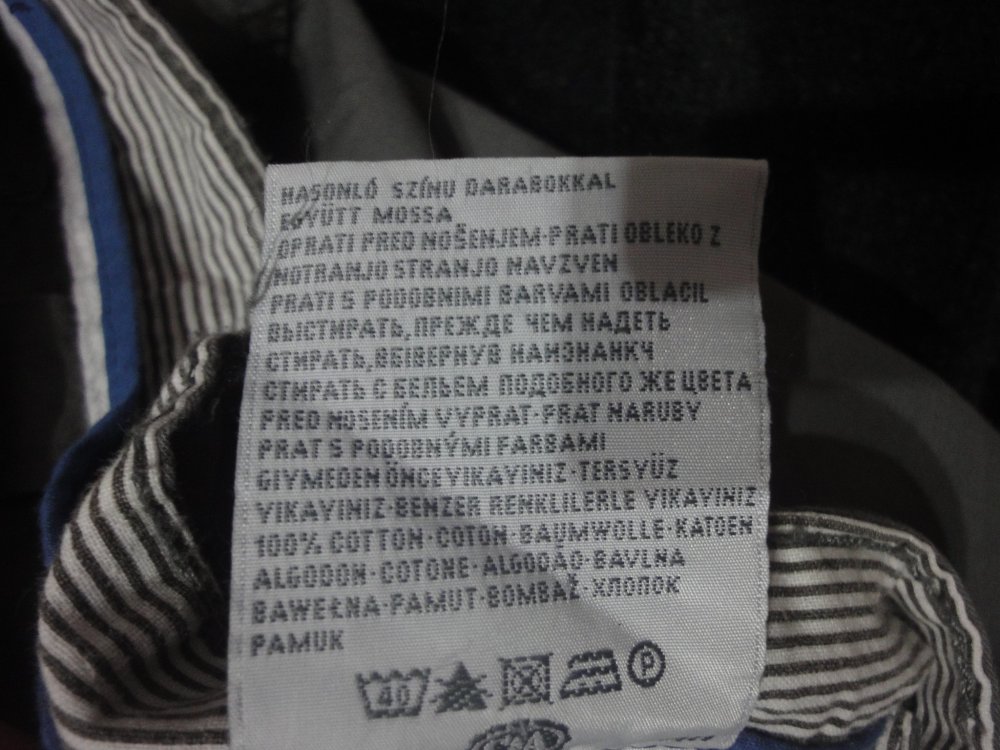 HASONLÓ SZÍNU DARABOKKAL
EGYÜTT MOSSA
OPRATI PRED NOŠENJEM·PRATI OBLEKO Z
NOTRANJO STRANJO NAVZVEN
PRATI S PODOBNIMI BARVAMI OBLACIL
ВЫСТИРАТЬ, ПРЕЖДЕ ЧЕМ НАДЕТЬ
СТИРАТЬ, ВЕІВЕРНУВ НАИЗНАНКЧ
СТИРАТЬ С БЕЛЬЕМ ПОДОБНОГО ЖЕ ЦВЕТА
PRED NOSENÍM VYPRAT·PRAT NARUBY
PRAT S PODOBNÝMI FARBAMI
GIYMEDEN ÖNCE YIKAYINIZ·TERSYÜZ
YIKAYINIZ·BENZER RENKLILERLE YIKAYINIZ
100% COTTON·COTON·BAUMWOLLE·KATOEN
ALGODON·COTONE·ALGODÃO·BAVLNA
BAWEŁNA·PAMUT·BOMBAŽ·ХЛОПОК
PAMUK
40 P